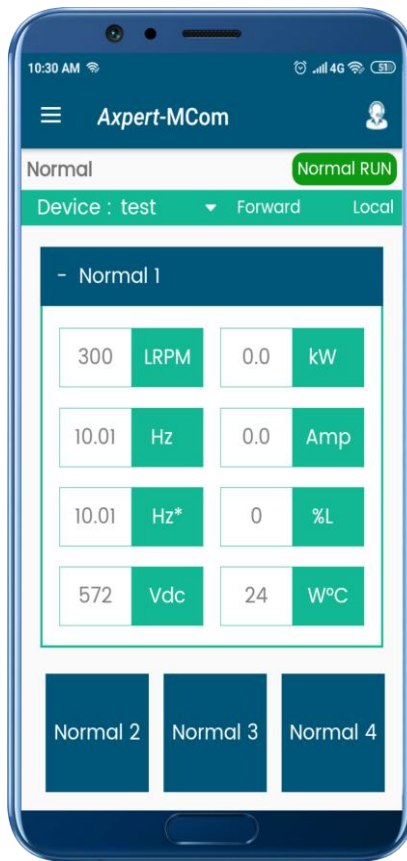 10:30 AM 4G 51
Axpert-MCom
Normal Normal RUN
Device : test Forward Local
- Normal 1
300 LRPM 0.0 kW
10.01 Hz 0.0 Amp
10.01 Hz* 0 %L
572 Vdc 24 W°C
Normal 2 Normal 3 Normal 4